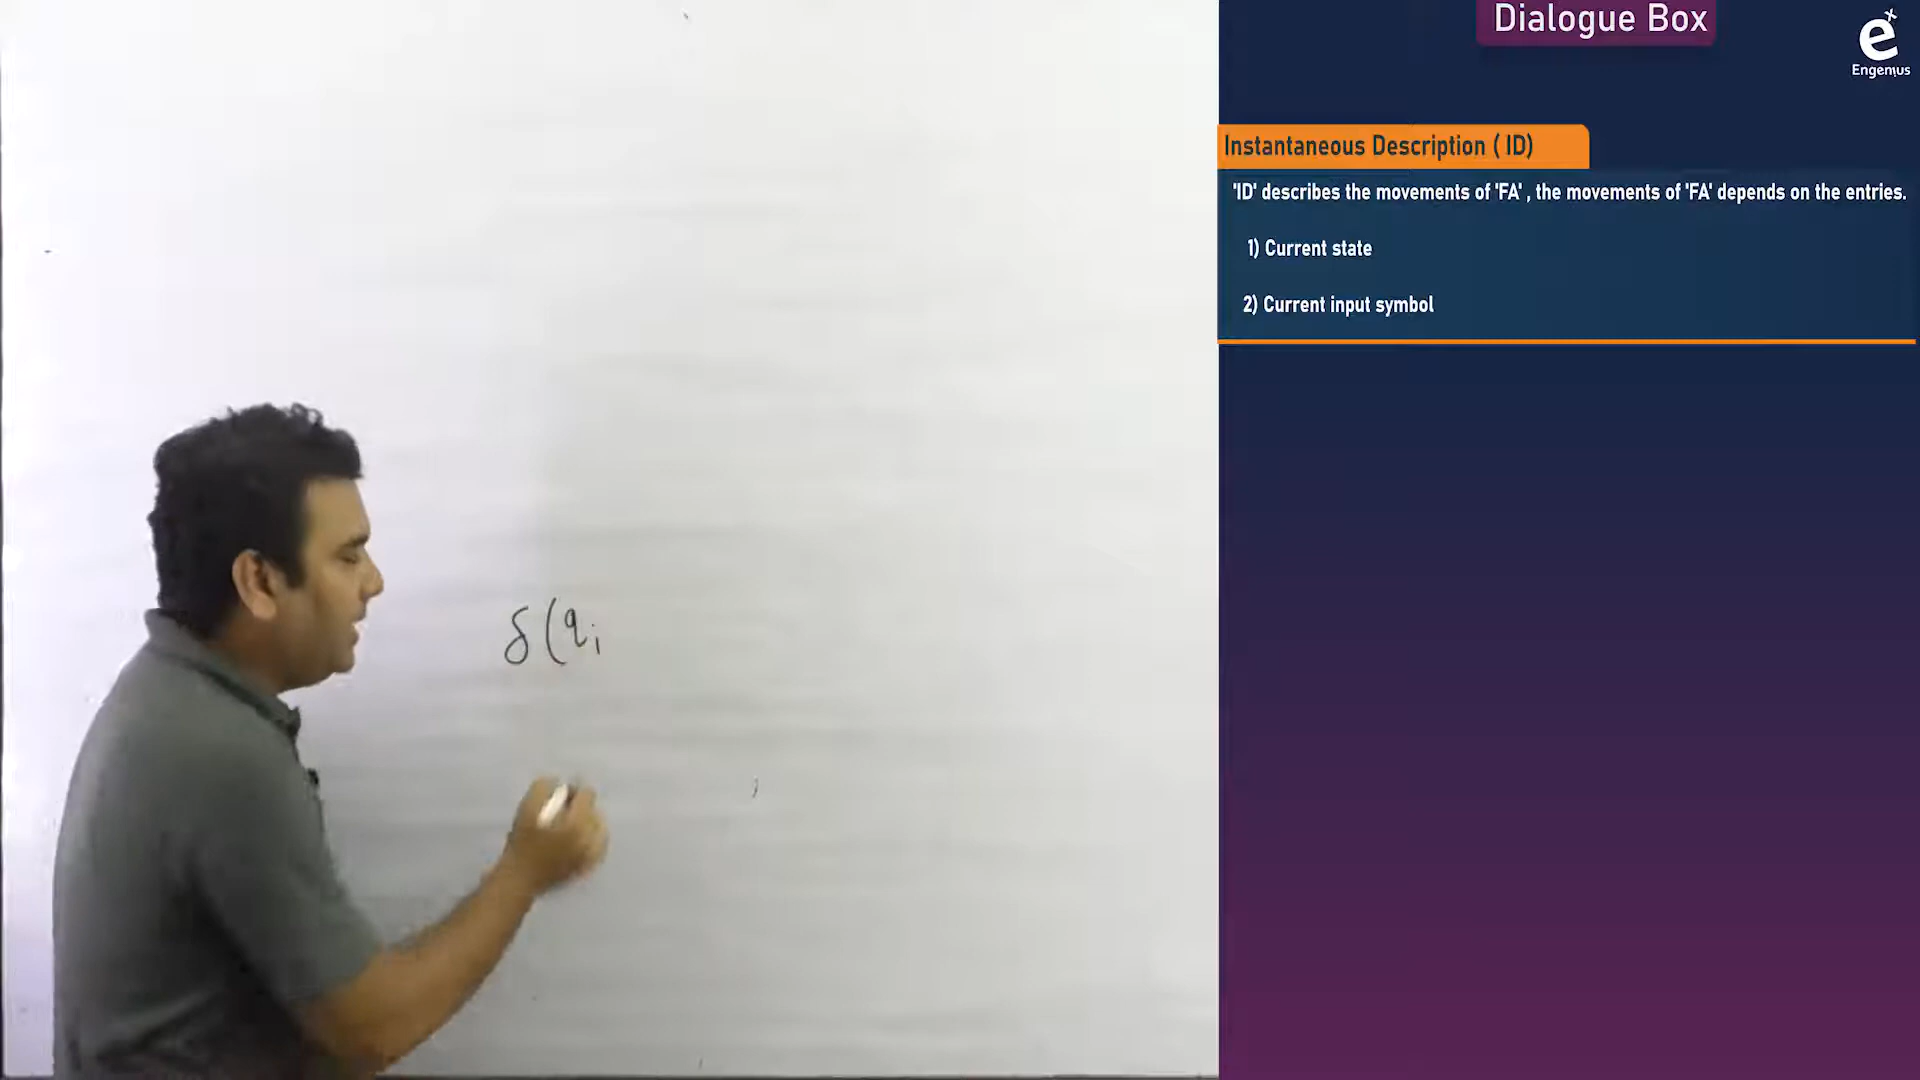 Dialogue Box
e^x
Engenius
Instantaneous Description ( ID)
'ID' describes the movements of 'FA' , the movements of 'FA' depends on the entries.
1) Current state
2) Current input symbol
δ(qi